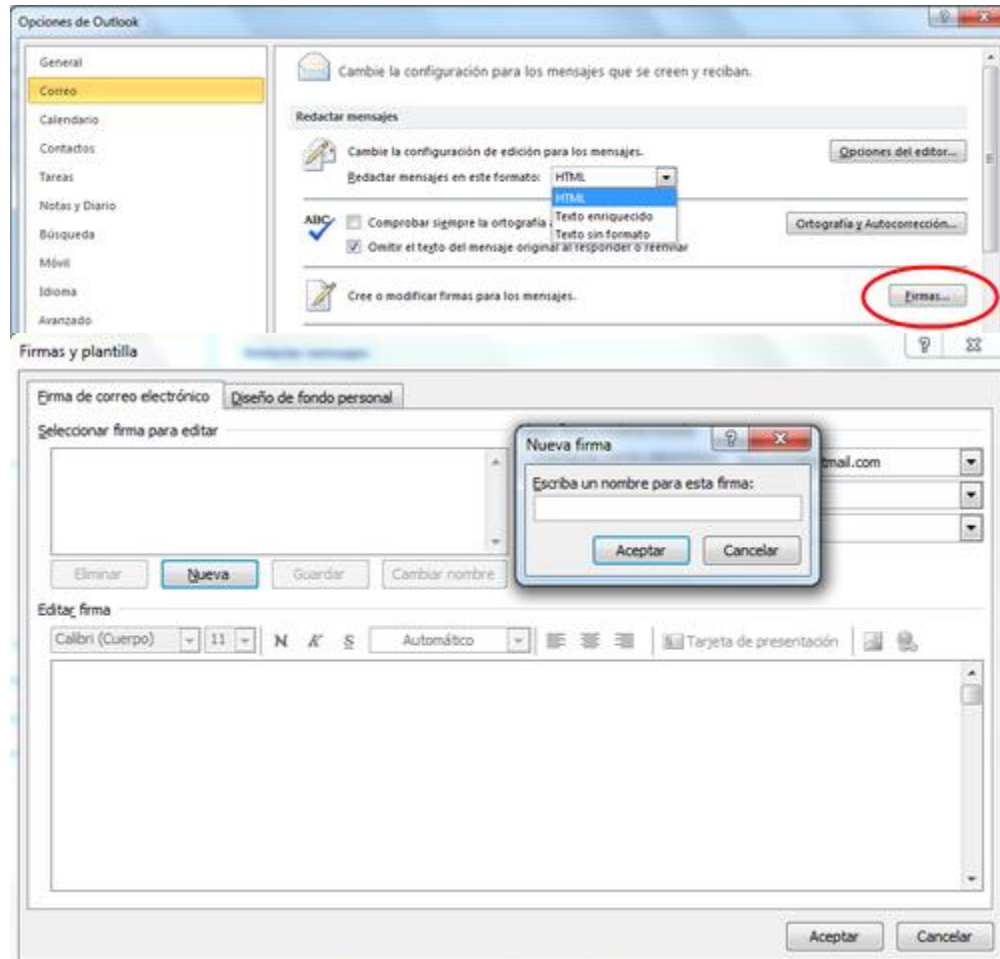 Opciones de Outlook
General
Correo
Calendario
Contactos
Tareas
Notas y Diario
Búsqueda
Móvil
Idioma
Avanzado
Cambie la configuración para los mensajes que se creen y reciban.
Redactar mensajes
Cambie la configuración de edición para los mensajes.
Opciones del editor...
Redactar mensajes en este formato: HTML
HTML
Texto enriquecido
Texto sin formato
ABC
Comprobar siempre la ortografía
Ortografía y Autocorrección...
Omitir el texto del mensaje original al responder o reenviar
Cree o modificar firmas para los mensajes.
Firmas...
Firmas y plantilla
Firma de correo electrónico
Diseño de fondo personal
Seleccionar firma para editar
Eliminar
Nueva
Guardar
Cambiar nombre
Nueva firma
Escriba un nombre para esta firma:
Aceptar
Cancelar
mail.com
Editar firma
Calibri (Cuerpo) 11 N K S Automático Tarjeta de presentación
Aceptar
Cancelar